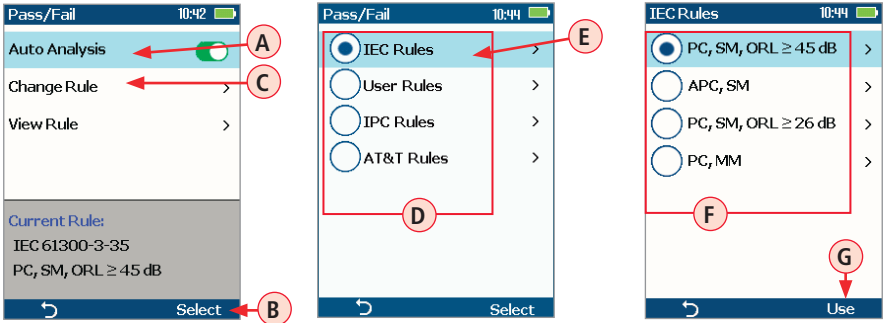 Pass/Fail 10:42
Auto Analysis
A
Change Rule
C
View Rule
Current Rule:
IEC 61300-3-35
PC, SM, ORL ≥ 45 dB
Select
B
Pass/Fail 10:44
IEC Rules
E
User Rules
IPC Rules
AT&T Rules
D
Select
IEC Rules 10:44
PC, SM, ORL ≥ 45 dB
APC, SM
PC, SM, ORL ≥ 26 dB
PC, MM
F
G
Use